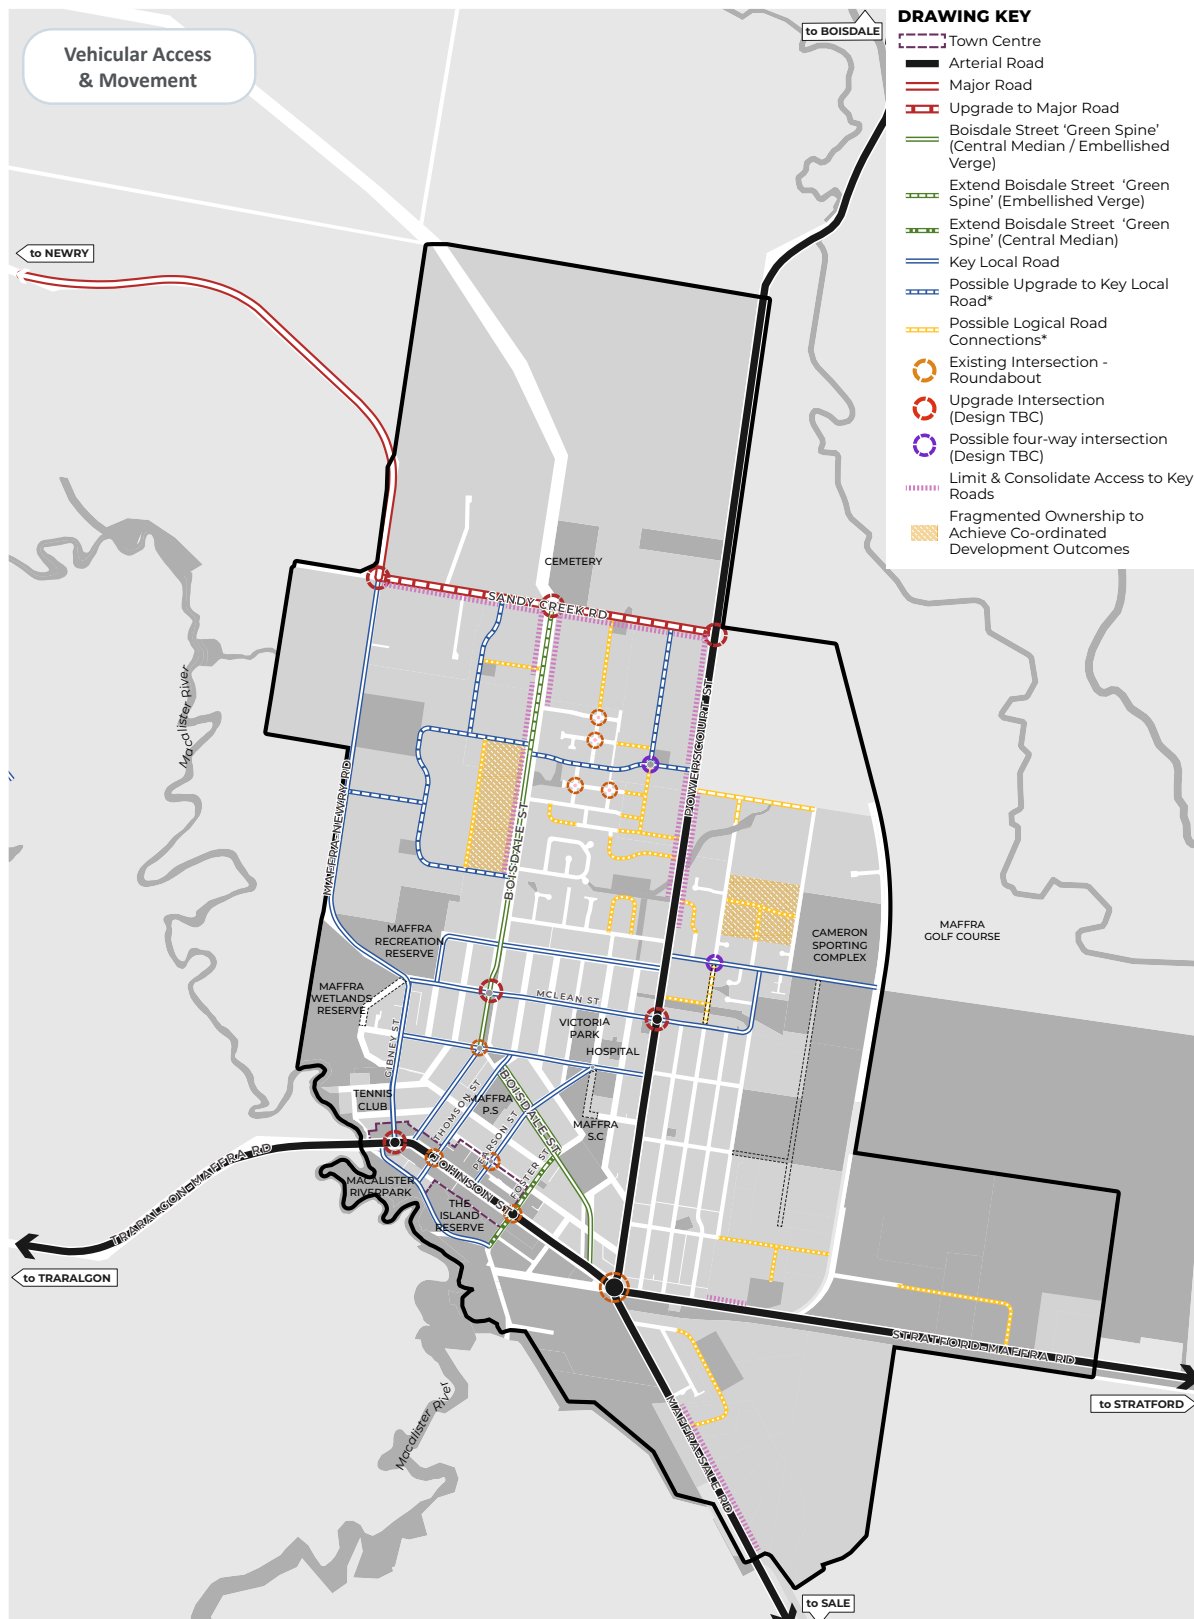 Vehicular Access
& Movement
to BOISDALE
DRAWING KEY
Town Centre
Arterial Road
Major Road
Upgrade to Major Road
Boisdale Street ‘Green Spine’
(Central Median / Embellished
Verge)
Extend Boisdale Street ‘Green
Spine’ (Embellished Verge)
Extend Boisdale Street ‘Green
Spine’ (Central Median)
Key Local Road
Possible Upgrade to Key Local
Road*
Possible Logical Road
Connections*
Existing Intersection -
Roundabout
Upgrade Intersection
(Design TBC)
Possible four-way intersection
(Design TBC)
Limit & Consolidate Access to Key
Roads
Fragmented Ownership to
Achieve Co-ordinated
Development Outcomes
to NEWRY
CEMETERY
SANDY CREEK RD
Macalister River
POWERSCOURT ST
MAFFRA-NEWRY RD
BOISDALE ST
MAFFRA
RECREATION
RESERVE
CAMERON
SPORTING
COMPLEX
MAFFRA
GOLF COURSE
MAFFRA
WETLANDS
RESERVE
MCLEAN ST
VICTORIA
PARK
HOSPITAL
GIBNEY ST
TENNIS
CLUB
THOMSON ST
MAFFRA
P.S
BOISDALE ST
PEARSON ST
MAFFRA
S.C
FOSTER ST
JOHNSON ST
MACALISTER
RIVERPARK
THE
ISLAND
RESERVE
TRARALGON-MAFFRA RD
to TRARALGON
STRATFORD-MAFFRA RD
to STRATFORD
Macalister River
MAFFRA-SALE RD
to SALE